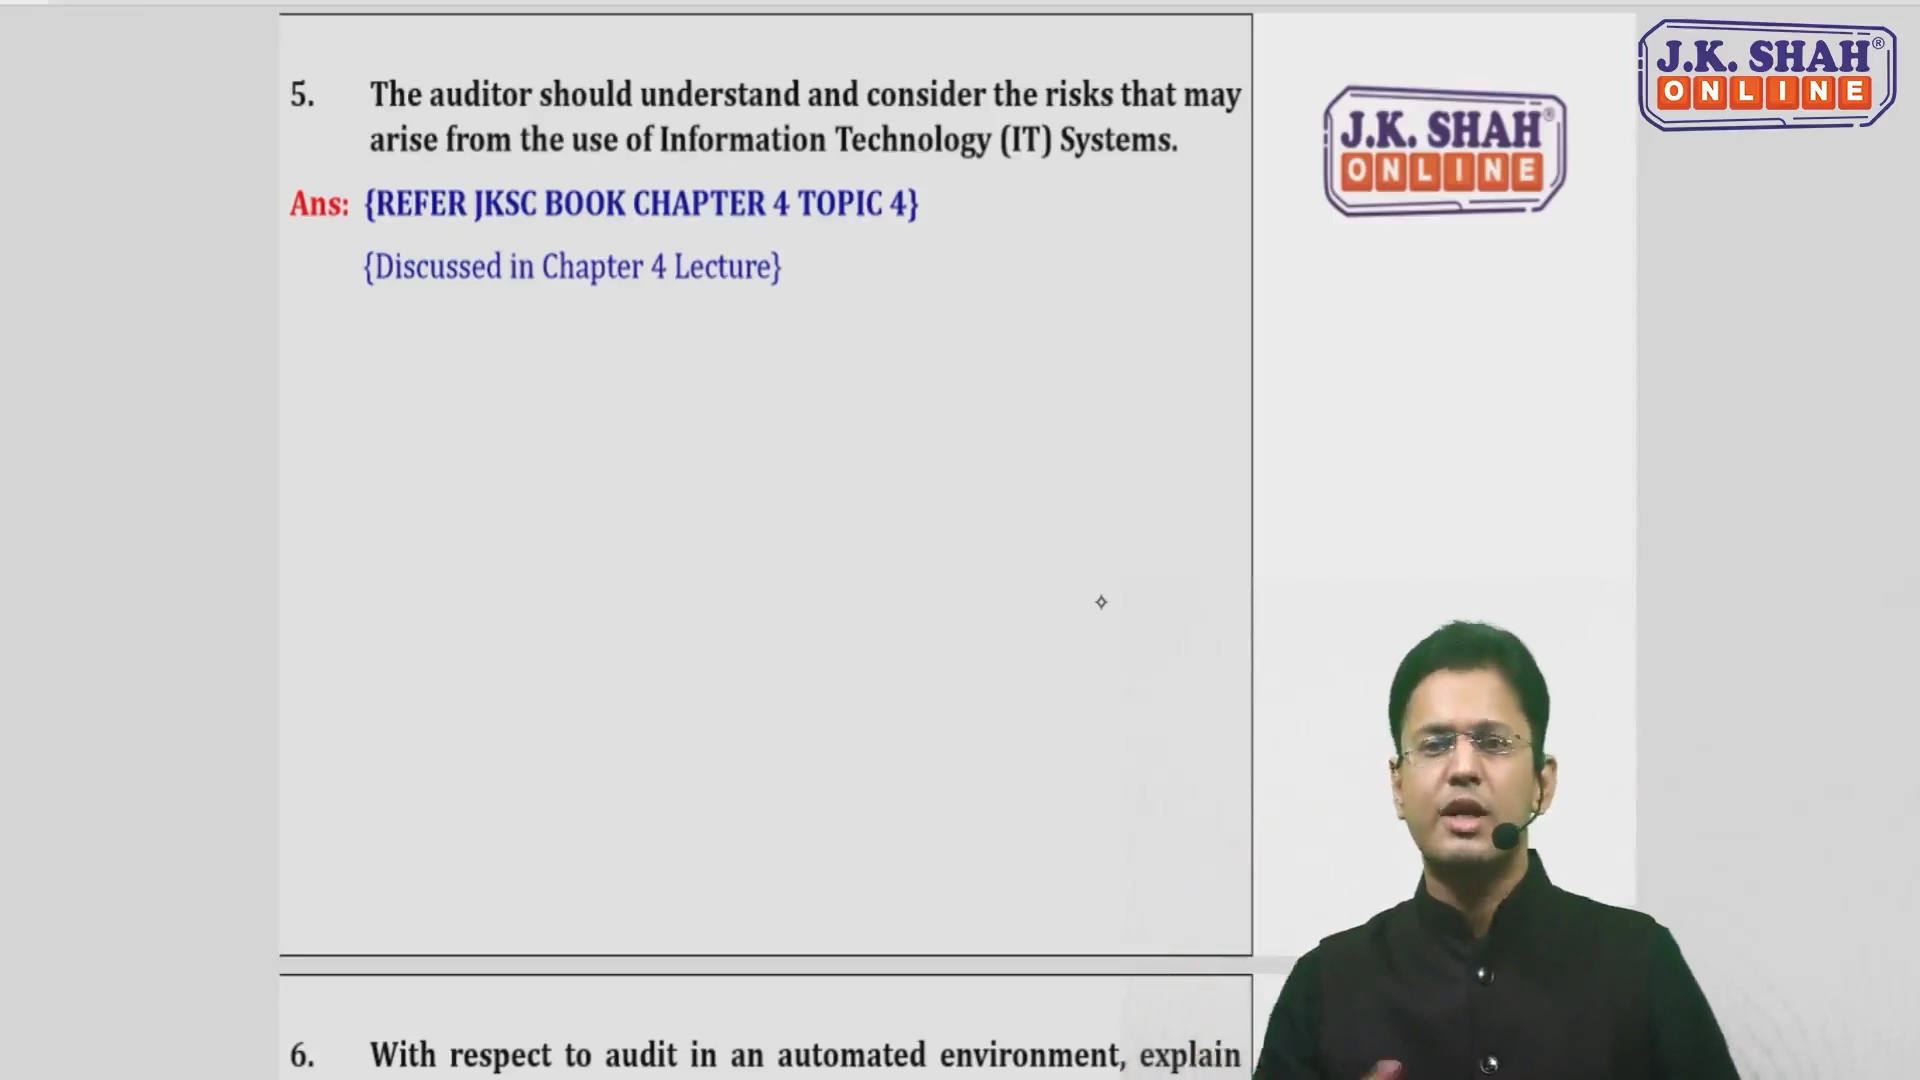 5. The auditor should understand and consider the risks that may
arise from the use of Information Technology (IT) Systems.
Ans: {REFER JKSC BOOK CHAPTER 4 TOPIC 4}
{Discussed in Chapter 4 Lecture}
6. With respect to audit in an automated environment, explain
J.K. SHAH®
ONLINE
J.K. SHAH®
ONLINE